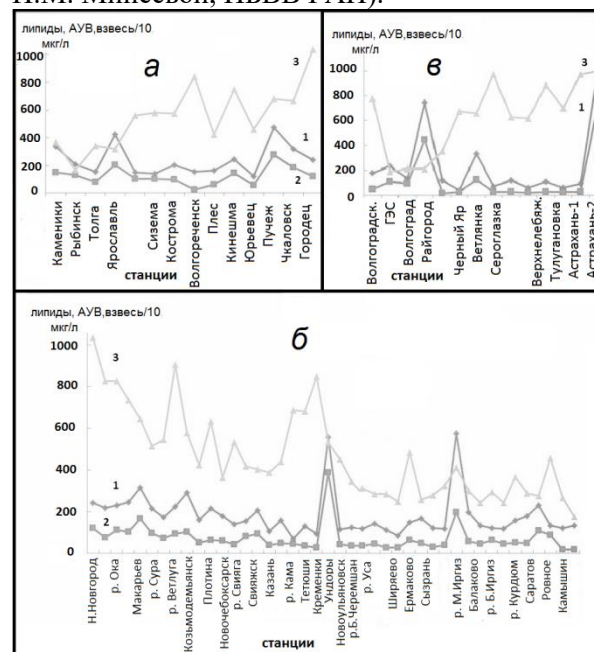 Н.М. Минеевой, ИБВВ РАН).
липиды, АУВ,взвесь/10
мкг/л
а
1000
800
600
400
200
0
3
1
2
Каменики
Рыбинск
Толга
Ярославль
Сизема
Кострома
Волгореченск
Плес
Кинешма
Юрьевец
Пучеж
Чкаловск
Городец
станции
липиды, АУВ,взвесь/10
мкг/л
в
1000
800
600
400
200
0
3
1
Волгоградск.
ГЭС
Волгоград
Райгород
Черный Яр
Ветлянка
Сероглазка
Верхнелебяж.
Тулугановка
Астрахань-1
Астрахань-2
станции
липиды, АУВ,взвесь/10
мкг/л
б
1000
800
600
400
200
0
3
1
2
Н.Новгород
р. Ока
Макарьев
р. Сура
р. Ветлуга
Козьмодемьянск
Плотина
Новочебоксарск
р. Свияга
Свияжск
Казань
р. Кама
Тетюши
Кременки
Ундоры
Новоульяновск
р.Б.Черемшан
р. Уса
Ширяево
Ермаково
Сызрань
р. М.Иргиз
Балаково
р. Б.Иргиз
р. Курдюм
Саратов
Ровное
Камышин
станции